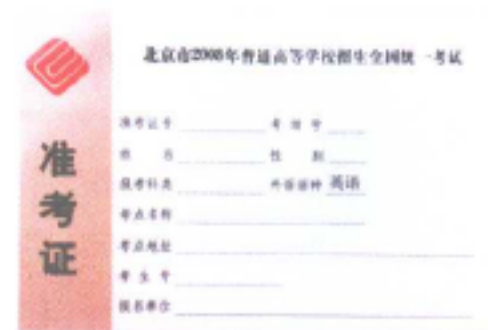 北京市2008年普通高等学校招生全国统一考试
准考证
准考证号 考场号
姓 名 性 别
报考科类 外语语种 英语
考点名称
考点地址
考生号
报名单位